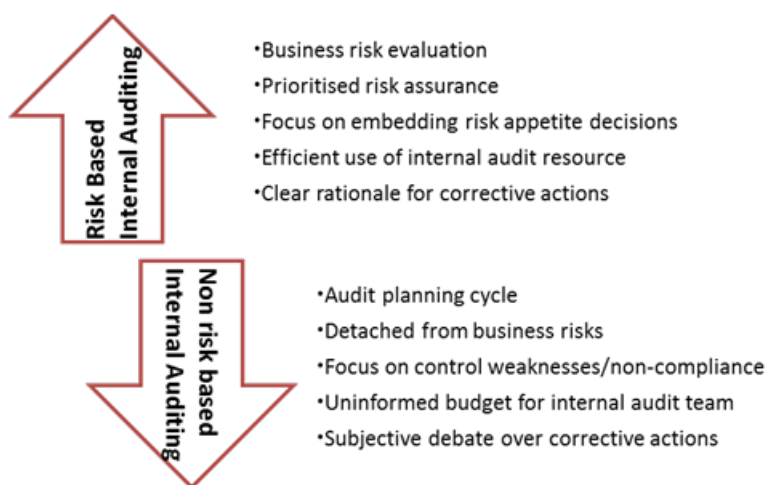 Risk Based
Internal Auditing
•Business risk evaluation
•Prioritised risk assurance
•Focus on embedding risk appetite decisions
•Efficient use of internal audit resource
•Clear rationale for corrective actions
Non risk based
Internal Auditing
•Audit planning cycle
•Detached from business risks
•Focus on control weaknesses/non-compliance
•Uninformed budget for internal audit team
•Subjective debate over corrective actions